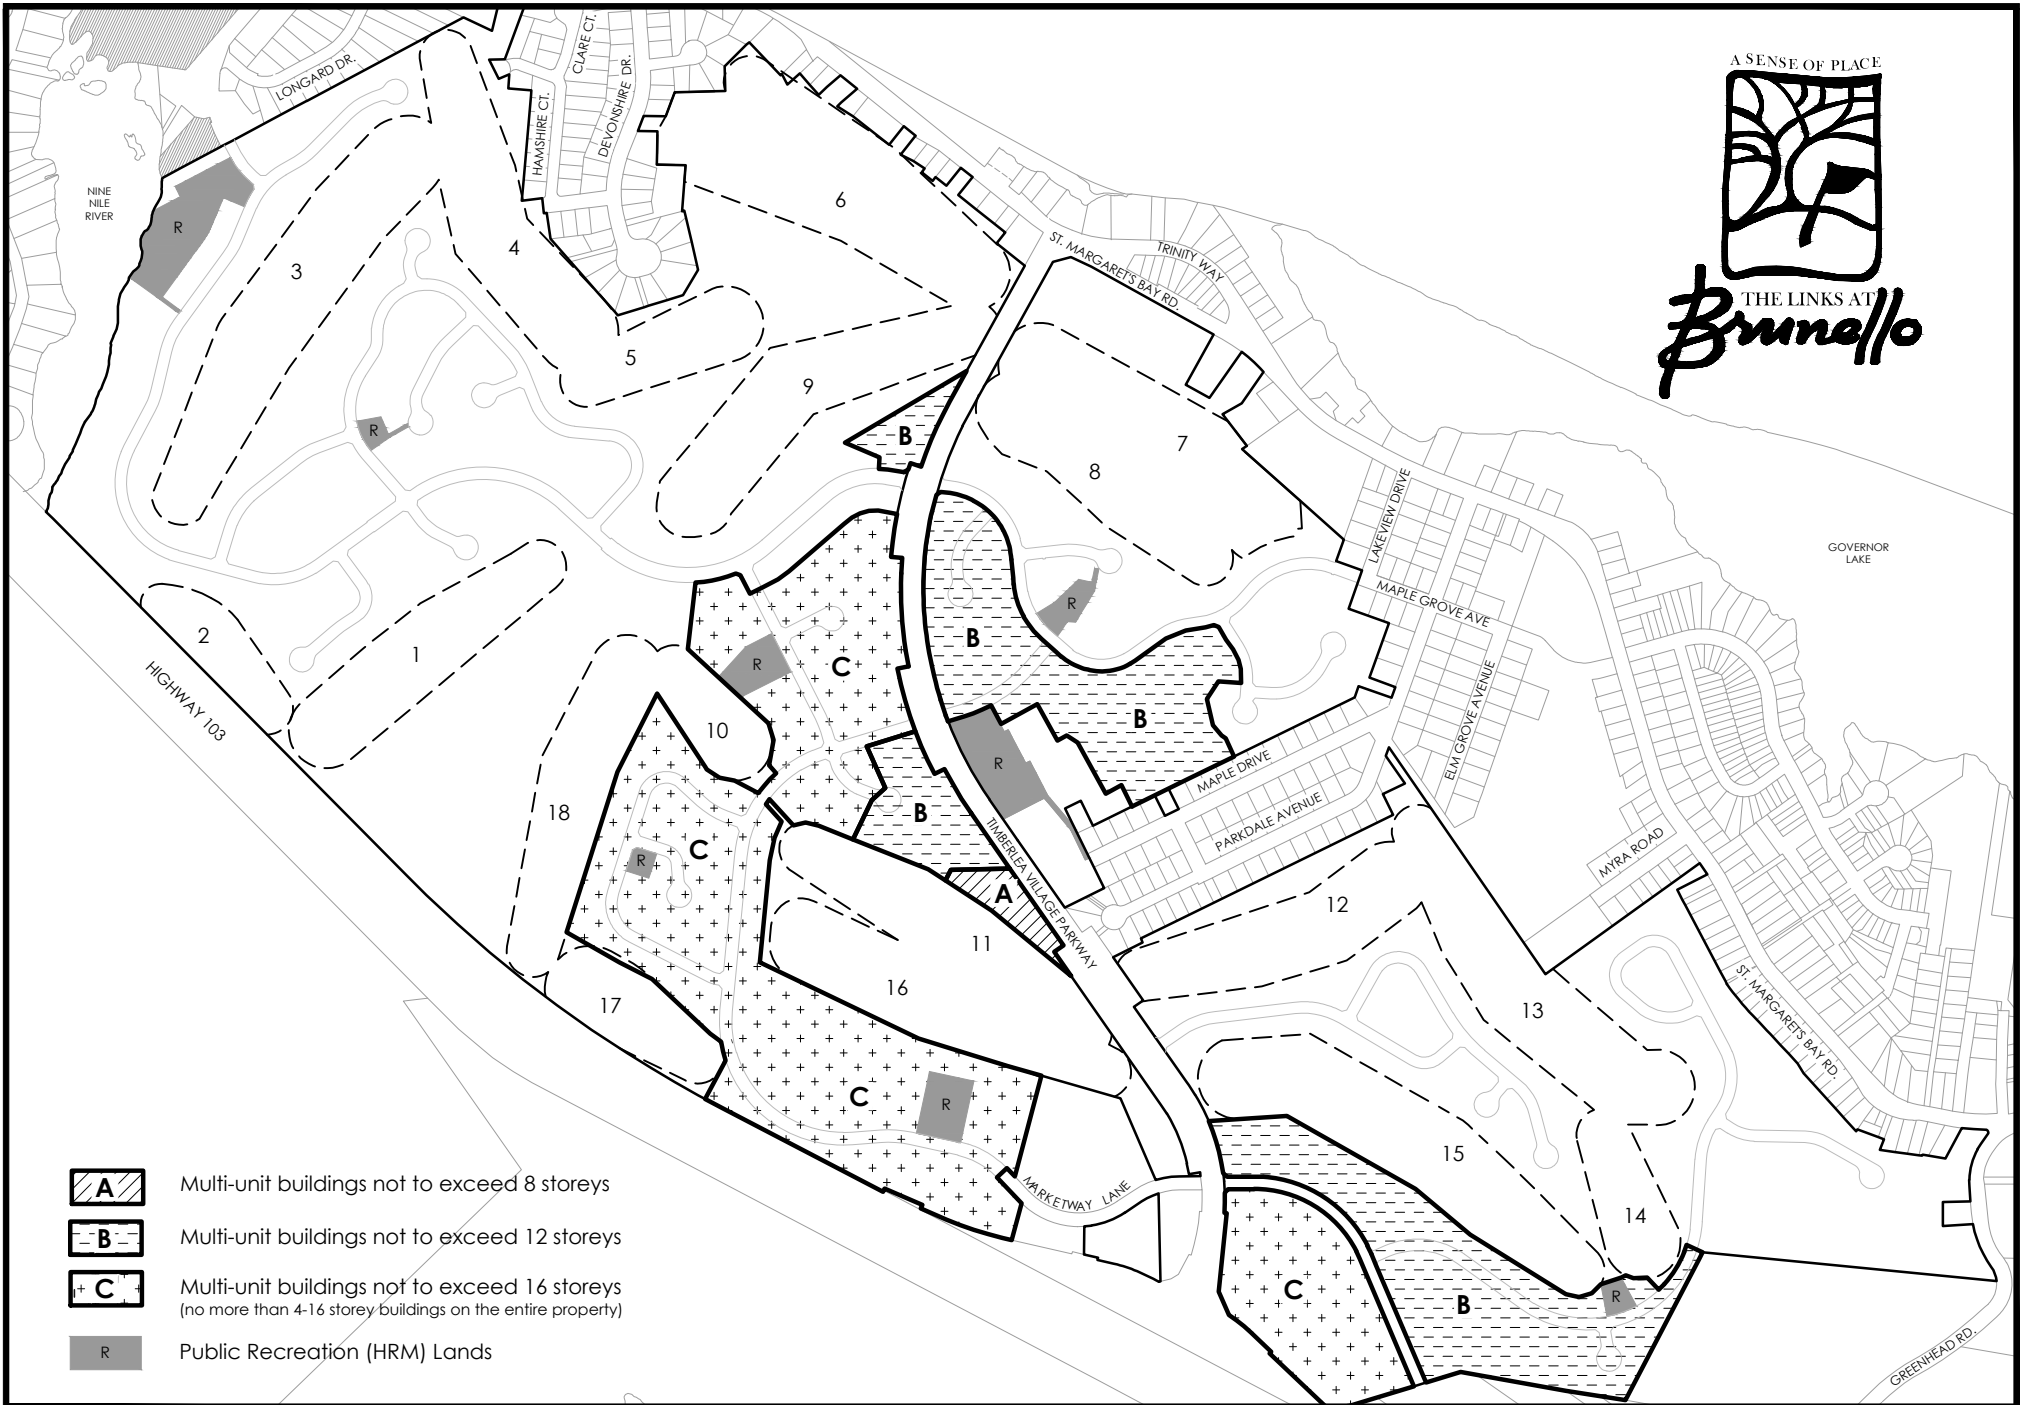 A SENSE OF PLACE
THE LINKS AT
Brunello
LONGARD DR.
CLARE CT.
DEVONSHIRE DR.
HAMSHIRE CT.
NINE
NILE
RIVER
R
3
4
6
ST. MARGARETS BAY RD.
TRINITY WAY
5
9
7
8
R
B
LAKEVIEW DRIVE
GOVERNOR
LAKE
MAPLE GROVE AVE
2
1
HIGHWAY 103
R
C
B
R
ELM GROVE AVENUE
10
B
R
MAPLE DRIVE
18
C
R
B
TIMBERLEA VILLAGE PARKWAY
PARKDALE AVENUE
MYRA ROAD
A
12
11
16
17
13
ST. MARGARETS BAY RD.
C
R
15
14
MARKETWAY LANE
C
B
R
GREENHEAD RD.
A Multi-unit buildings not to exceed 8 storeys
B Multi-unit buildings not to exceed 12 storeys
C Multi-unit buildings not to exceed 16 storeys
(no more than 4-16 storey buildings on the entire property)
R Public Recreation (HRM) Lands